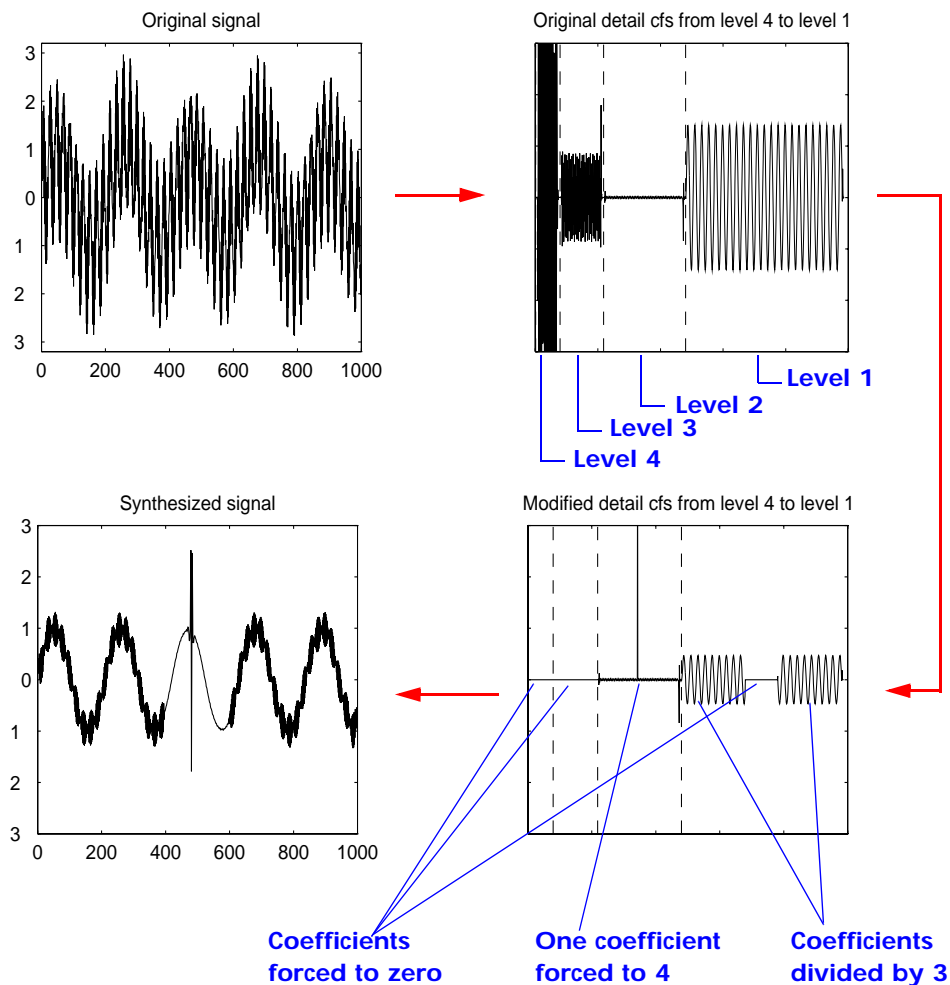 Original signal
Original detail cfs from level 4 to level 1
3
2
1
0
1
2
3
0 200 400 600 800 1000
Level 1
Level 2
Level 3
Level 4
Synthesized signal
Modified detail cfs from level 4 to level 1
3
2
1
0
1
2
3
0 200 400 600 800 1000
Coefficients
forced to zero
One coefficient
forced to 4
Coefficients
divided by 3